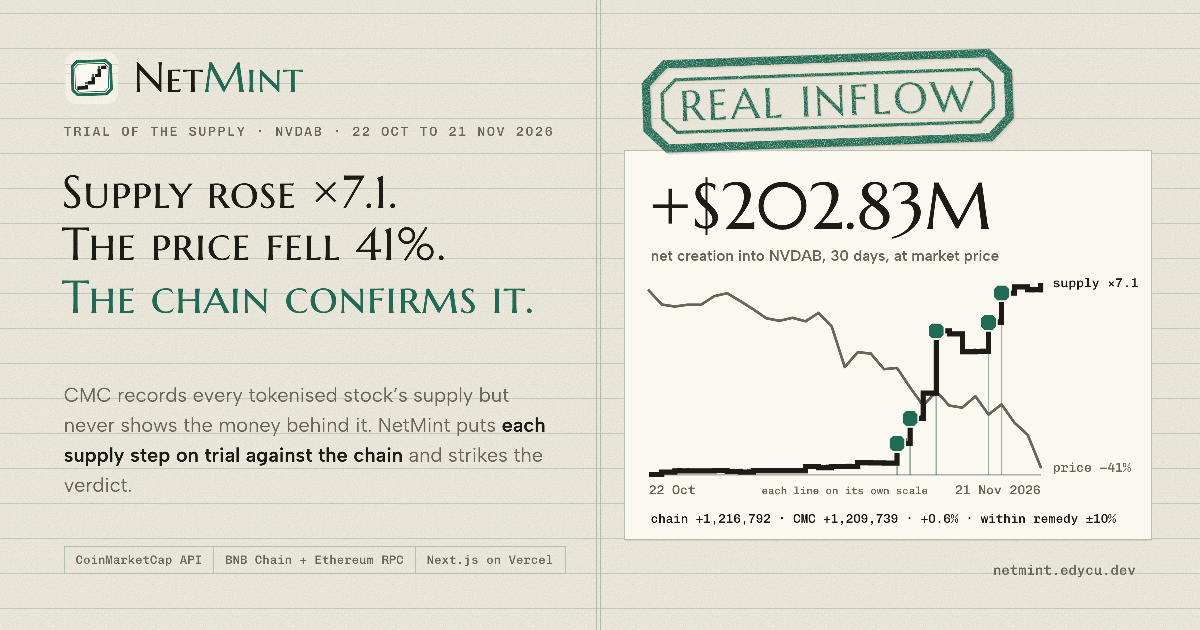 NetMint
TRIAL OF THE SUPPLY · NVDAB · 22 OCT TO 21 NOV 2026
Supply rose ×7.1.
The price fell 41%.
The chain confirms it.
CMC records every tokenised stock’s supply but
never shows the money behind it. NetMint puts each
supply step on trial against the chain and strikes the
verdict.
CoinMarketCap API
BNB Chain + Ethereum RPC
Next.js on Vercel
REAL INFLOW
+$202.83M
net creation into NVDAB, 30 days, at market price
supply ×7.1
price −41%
22 Oct
each line on its own scale
21 Nov 2026
chain +1,216,792 · CMC +1,209,739 · +0.6% · within remedy ±10%
netmint.edycu.dev